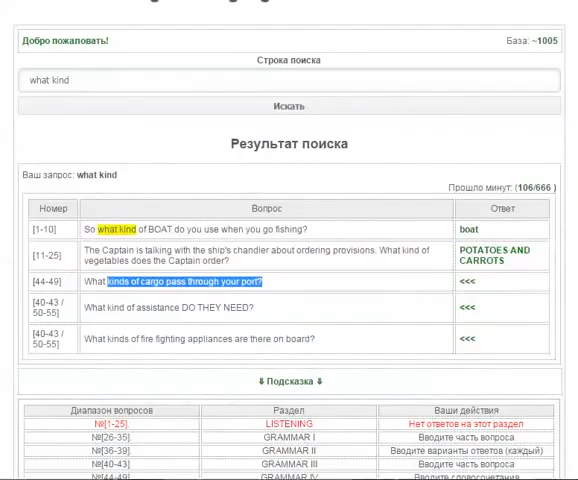 Добро пожаловать!
База: ~1005
Строка поиска
what kind
Искать
Результат поиска
Ваш запрос: what kind
Прошло минут: (106/666 )
Номер Вопрос Ответ
[1-10] So what kind of BOAT do you use when you go fishing? boat
[11-25] The Captain is talking with the ship's chandler about ordering provisions. What kind of vegetables does the Captain order? POTATOES AND CARROTS
[44-49] What kinds of cargo pass through your port? <<<
[40-43 / 50-55] What kind of assistance DO THEY NEED? <<<
[40-43 / 50-55] What kinds of fire fighting appliances are there on board? <<<
⇓ Подсказка ⇓
Диапазон вопросов Раздел Ваши действия
№[1-25]. LISTENING Нет ответов на этот раздел
№[26-35]. GRAMMAR I Вводите часть вопроса
№[36-39]. GRAMMAR II Вводите варианты ответов (каждый)
№[40-43] GRAMMAR III Вводите часть вопроса
№[44-49] GRAMMAR IV Вводите словосочетания